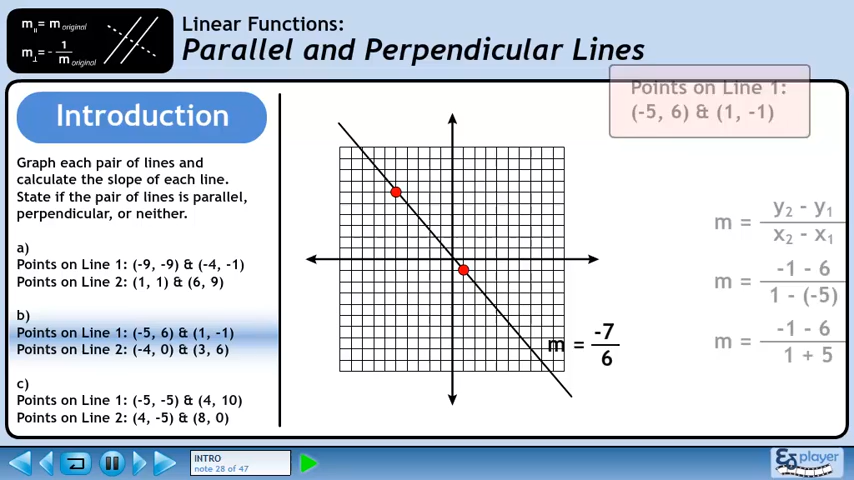 m॥ = m original
m⊥ = - 1/m original
Linear Functions:
Parallel and Perpendicular Lines
Introduction
Graph each pair of lines and
calculate the slope of each line.
State if the pair of lines is parallel,
perpendicular, or neither.
a)
Points on Line 1: (-9, -9) & (-4, -1)
Points on Line 2: (1, 1) & (6, 9)
b)
Points on Line 1: (-5, 6) & (1, -1)
Points on Line 2: (-4, 0) & (3, 6)
c)
Points on Line 1: (-5, -5) & (4, 10)
Points on Line 2: (4, -5) & (8, 0)
m = -7/6
Points on Line 1:
(-5, 6) & (1, -1)
m = y₂ - y₁ / x₂ - x₁
m = -1 - 6 / 1 - (-5)
m = -1 - 6 / 1 + 5
INTRO
note 28 of 47
player